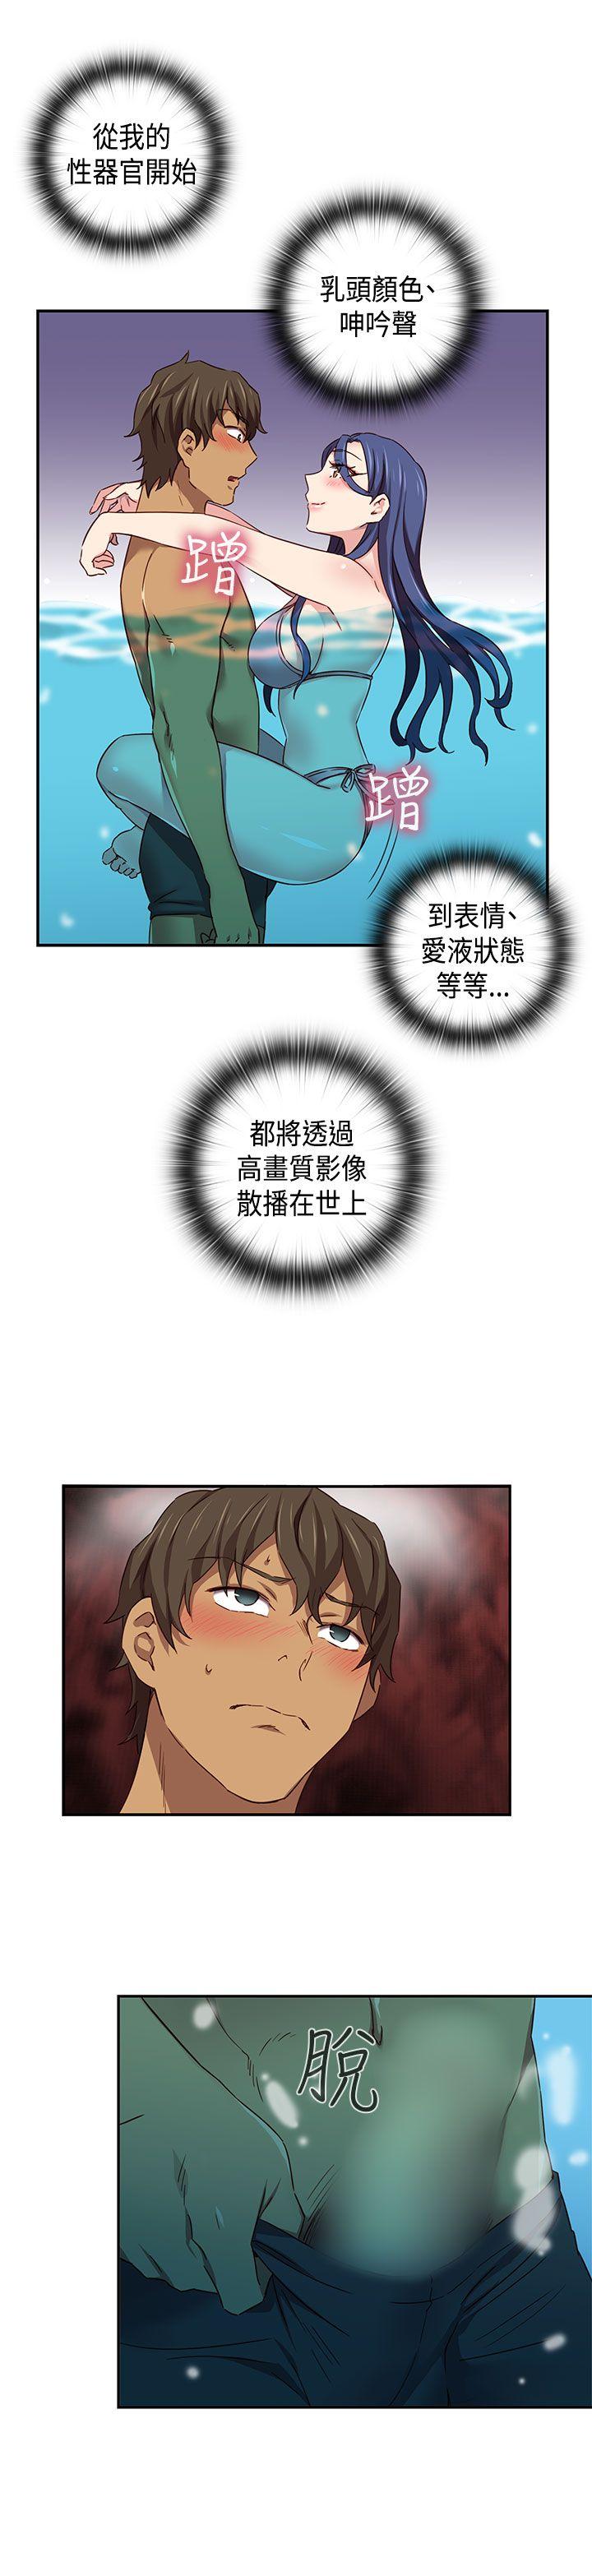 從我的
性器官開始
乳頭顏色、
呻吟聲
蹭
蹭
到表情、
愛液狀態
等等...
都將透過
高畫質影像
散播在世上
脫